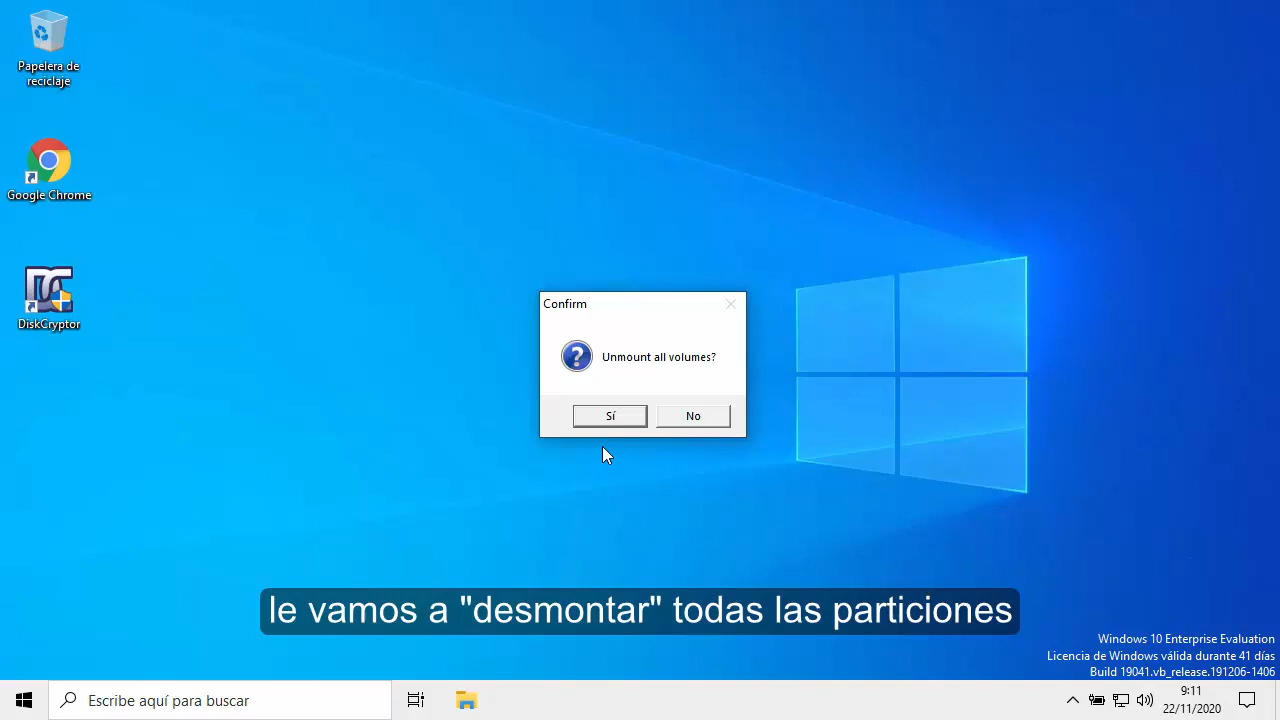 Papelera de
reciclaje
Google Chrome
DiskCryptor
Confirm
Unmount all volumes?
Sí
No
le vamos a "desmontar" todas las particiones
Windows 10 Enterprise Evaluation
Licencia de Windows válida durante 41 días
Build 19041.vb_release.191206-1406
Escribe aquí para buscar
9:11
22/11/2020